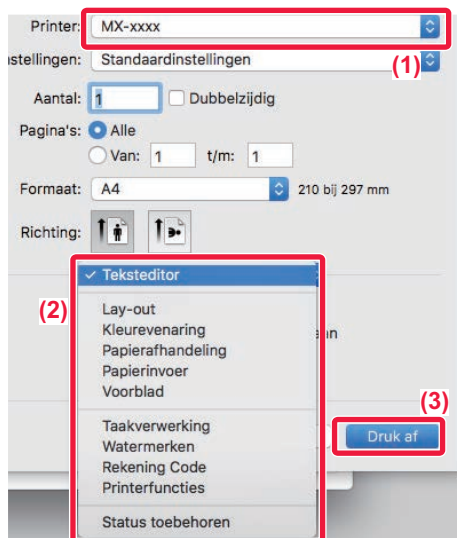 Printer: MX-xxxx
stellingen: Standaardinstellingen
(1)
Aantal: 1 Dubbelzijdig
Pagina's: Alle
Van: 1 t/m: 1
Formaat: A4 210 bij 297 mm
Richting:
✓ Teksteditor
(2)
Lay-out
Kleurevenaring
Papierafhandeling
Papierinvoer
Voorblad
(3)
Taakverwerking
Druk af
Watermerken
Rekening Code
Printerfuncties
Status toebehoren